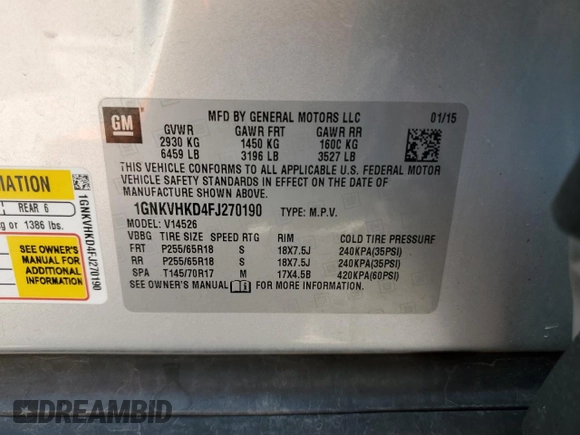 GM
MFD BY GENERAL MOTORS LLC 01/15
GVWR GAWR FRT GAWR RR
2930 KG 1450 KG 160C KG
6459 LB 3196 LB 3527 LB
THIS VEHICLE CONFORMS TO ALL APPLICABLE U.S. FEDERAL MOTOR
VEHICLE SAFETY STANDARDS IN EFFECT ON THE DATE OF
MANUFACTURE SHOWN ABOVE.
1GNKVHKD4FJ270190 TYPE: M.P.V.
MODEL: V14526
VBBG TIRE SIZE SPEED RTG RIM COLD TIRE PRESSURE
FRT P255/65R18 S 18X7.5J 240KPA(35PSI)
RR P255/65R18 S 18X7.5J 240KPA(35PSI)
SPA T145/70R17 M 17X4.5B 420KPA(60PSI)
SEE OWNER'S MANUAL FOR MORE INFORMATION.
MATION
REAR 6
g or 1386 lbs.
SEE OWNER'S
MANUAL FOR
ADDITIONAL
INFORMATION
1GNKVHKD4FJ270190
DREAMBID